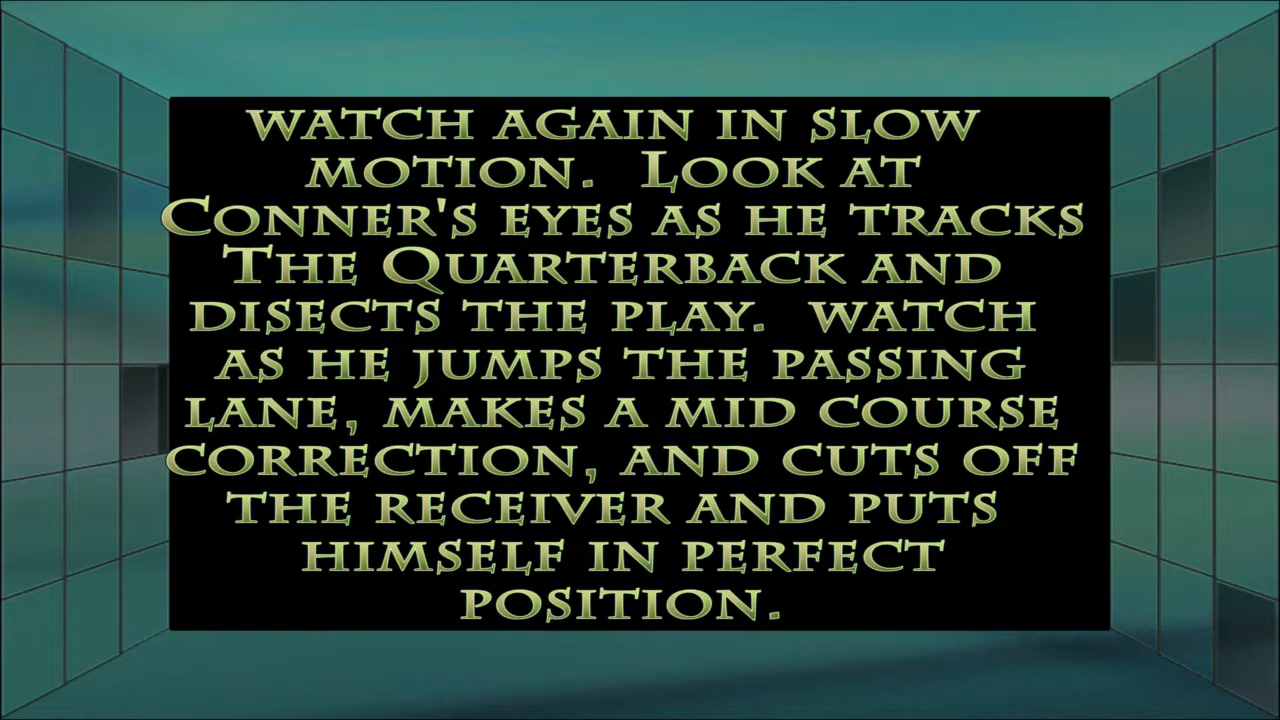 WATCH AGAIN IN SLOW
MOTION.  LOOK AT
CONNER'S EYES AS HE TRACKS
THE QUARTERBACK AND
DISECTS THE PLAY.  WATCH
AS HE JUMPS THE PASSING
LANE, MAKES A MID COURSE
CORRECTION, AND CUTS OFF
THE RECEIVER AND PUTS
HIMSELF IN PERFECT
POSITION.